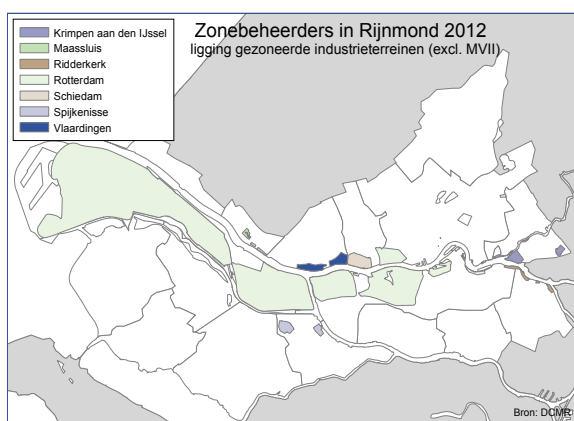 Zonebeheerders in Rijnmond 2012
ligging gezoneerde industrieterreinen (excl. MVII)
Krimpen aan den IJssel
Maassluis
Ridderkerk
Rotterdam
Schiedam
Spijkenisse
Vlaardingen
Bron: DCMR